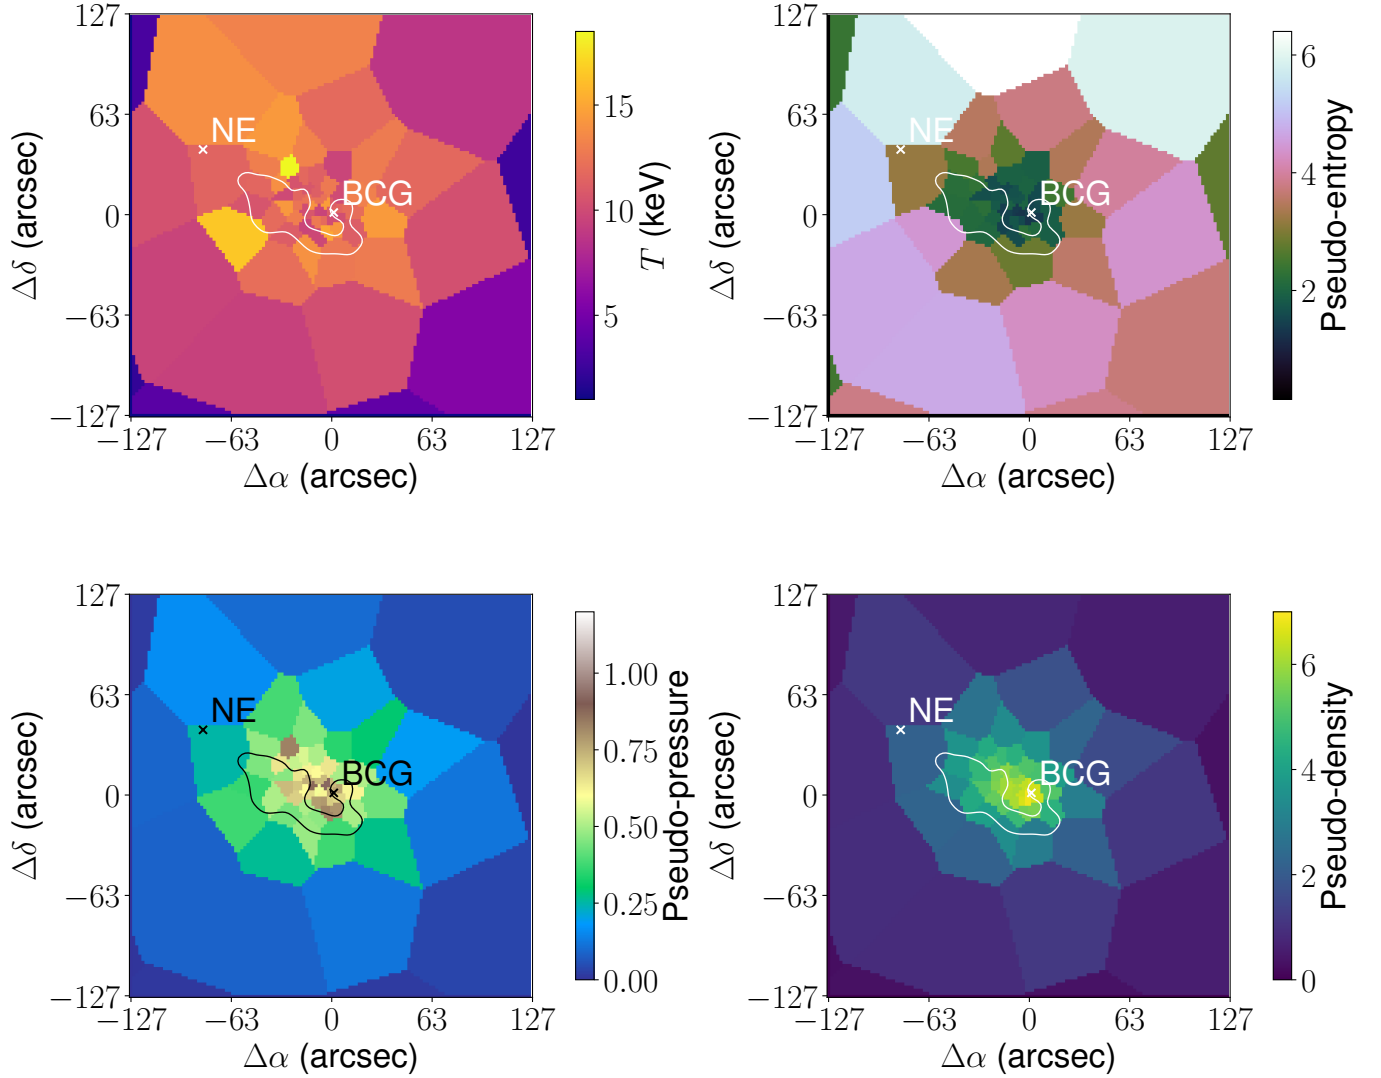 127
63
0
−63
−127
−127 −63 0 63 127
Δα (arcsec)
Δδ (arcsec)
NE
BCG
15
10
5
T (keV)
127
63
0
−63
−127
−127 −63 0 63 127
Δα (arcsec)
Δδ (arcsec)
NE
BCG
6
4
2
Pseudo-entropy
127
63
0
−63
−127
−127 −63 0 63 127
Δα (arcsec)
Δδ (arcsec)
NE
BCG
1.00
0.75
0.50
0.25
0.00
Pseudo-pressure
127
63
0
−63
−127
−127 −63 0 63 127
Δα (arcsec)
Δδ (arcsec)
NE
BCG
6
4
2
0
Pseudo-density